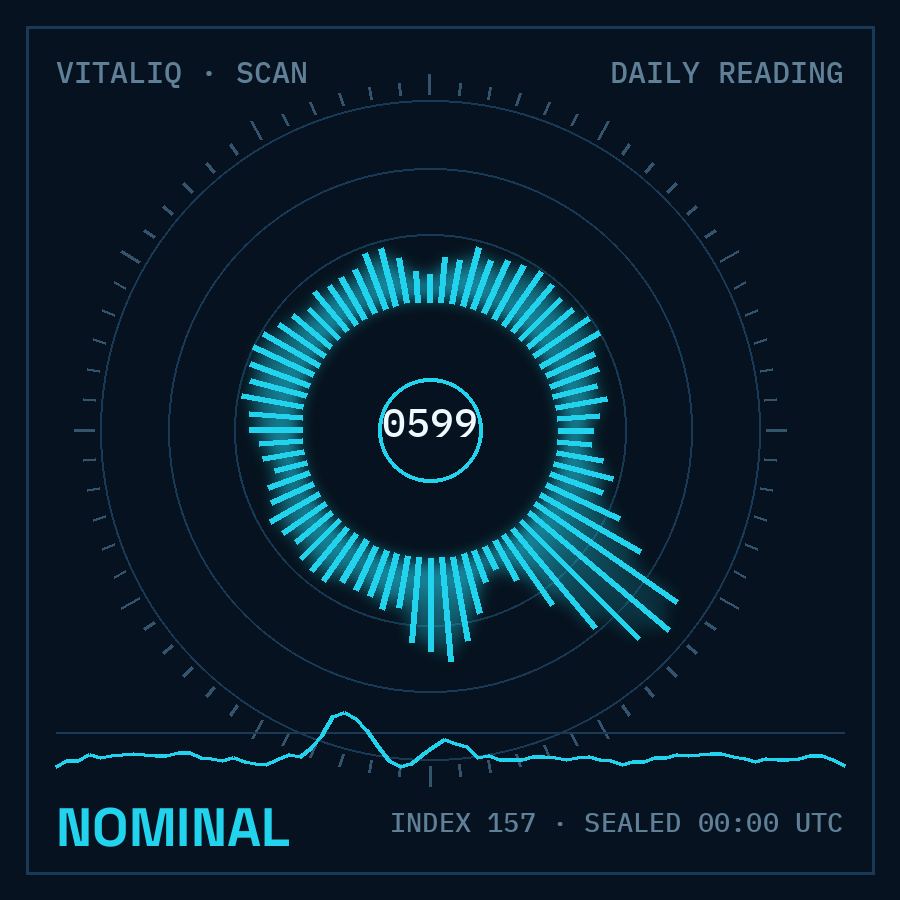 VITALIQ · SCAN
DAILY READING
0599
NOMINAL
INDEX 157 · SEALED 00:00 UTC